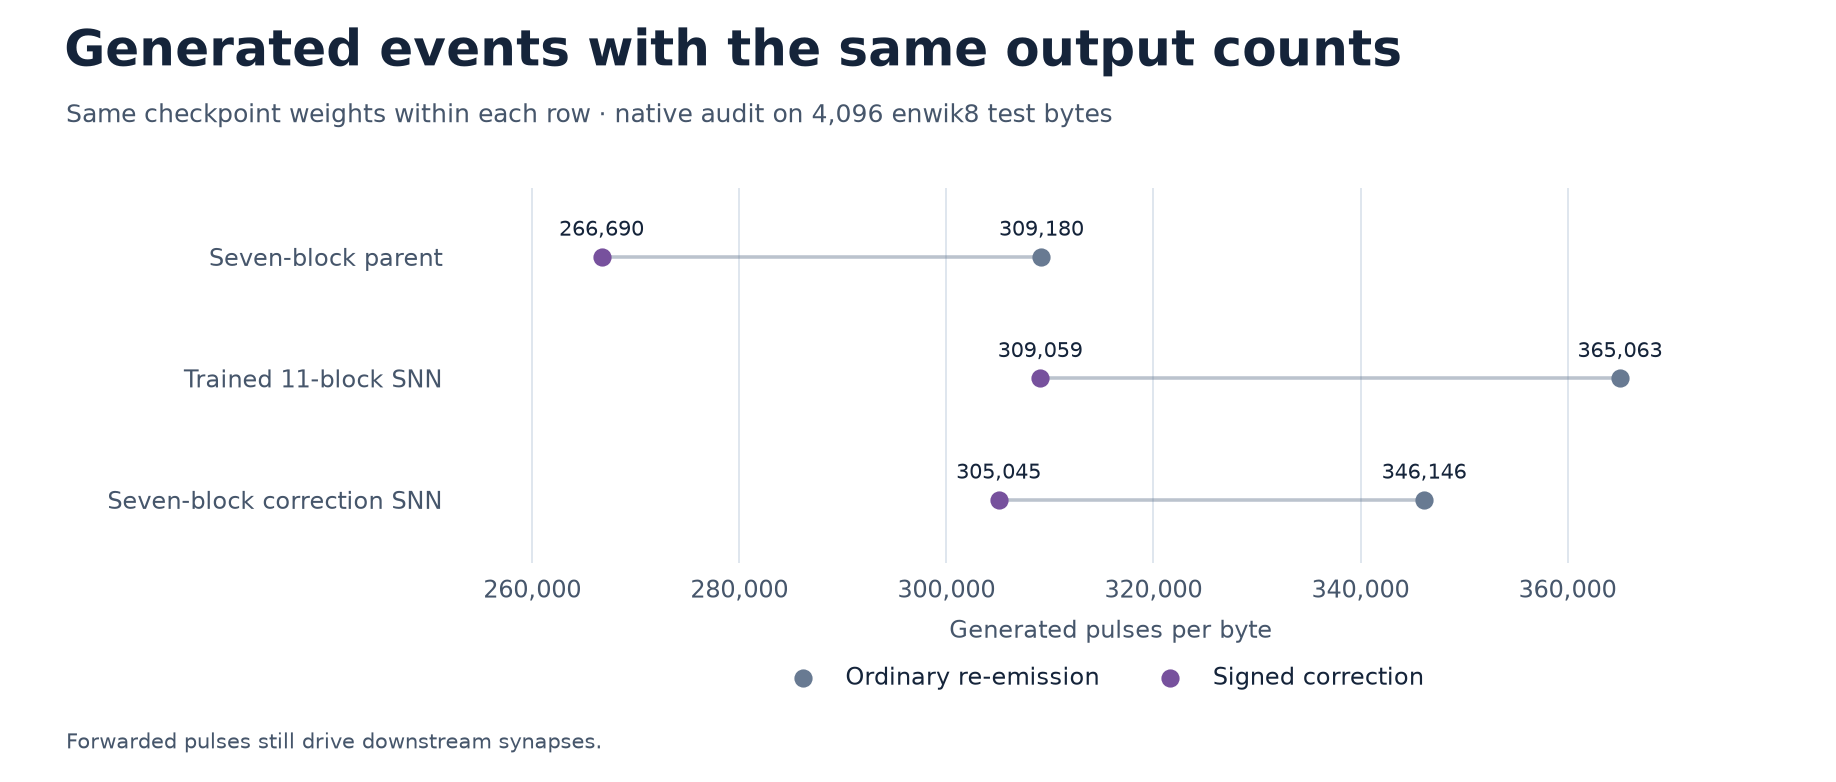 Generated events with the same output counts
Same checkpoint weights within each row · native audit on 4,096 enwik8 test bytes
266,690
309,180
Seven-block parent
309,059
365,063
Trained 11-block SNN
305,045
346,146
Seven-block correction SNN
260,000
280,000
300,000
320,000
340,000
360,000
Generated pulses per byte
Ordinary re-emission
Signed correction
Forwarded pulses still drive downstream synapses.